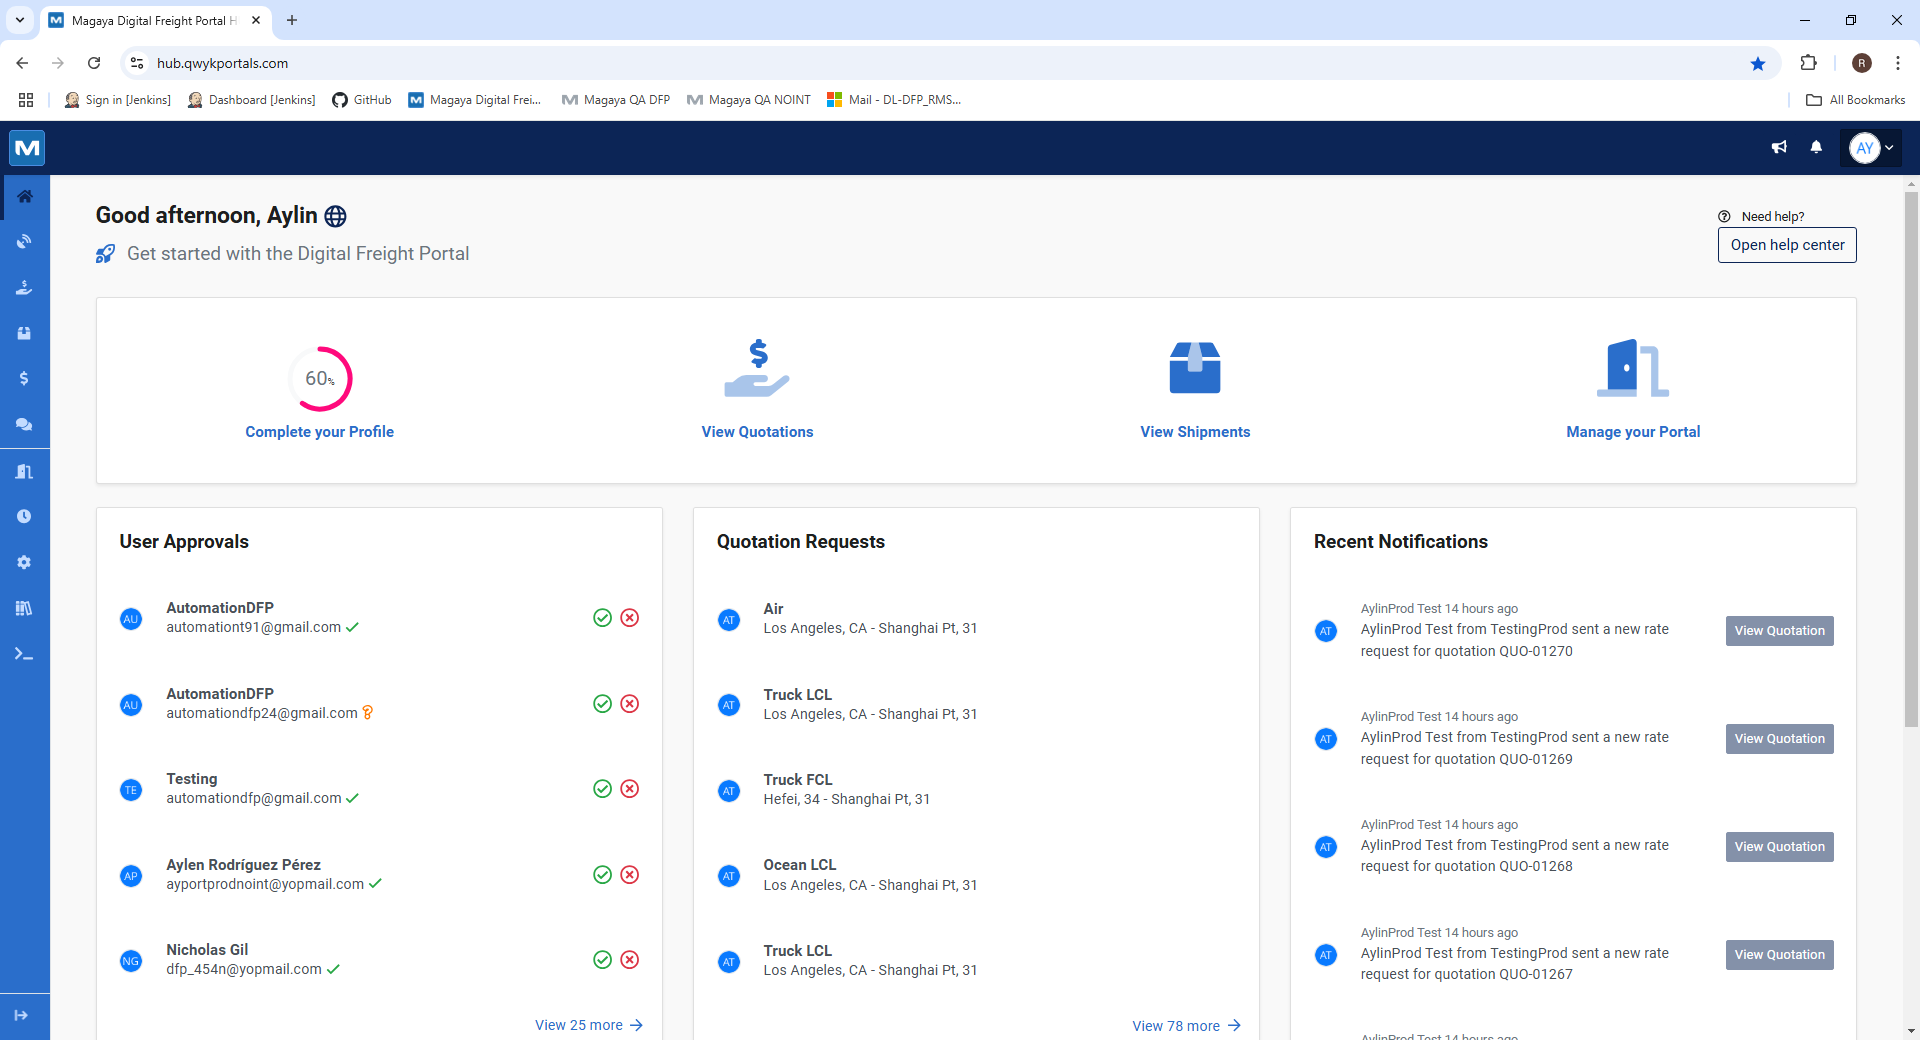 Magaya Digital Freight Portal H
hub.qwykportals.com
R
Sign in [Jenkins]
Dashboard [Jenkins]
GitHub
Magaya Digital Frei...
Magaya QA DFP
Magaya QA NOINT
Mail - DL-DFP_RMS...
All Bookmarks
AY
Good afternoon, Aylin
Get started with the Digital Freight Portal
Need help?
Open help center
60%
Complete your Profile
View Quotations
View Shipments
Manage your Portal
User Approvals
AU
AutomationDFP
automationt91@gmail.com
AU
AutomationDFP
automationdfp24@gmail.com
TE
Testing
automationdfp@gmail.com
AP
Aylen Rodríguez Pérez
ayportprodnoint@yopmail.com
NG
Nicholas Gil
dfp_454n@yopmail.com
View 25 more
Quotation Requests
AT
Air
Los Angeles, CA - Shanghai Pt, 31
AT
Truck LCL
Los Angeles, CA - Shanghai Pt, 31
AT
Truck FCL
Hefei, 34 - Shanghai Pt, 31
AT
Ocean LCL
Los Angeles, CA - Shanghai Pt, 31
AT
Truck LCL
Los Angeles, CA - Shanghai Pt, 31
View 78 more
Recent Notifications
AT
AylinProd Test 14 hours ago
AylinProd Test from TestingProd sent a new rate
request for quotation QUO-01270
View Quotation
AT
AylinProd Test 14 hours ago
AylinProd Test from TestingProd sent a new rate
request for quotation QUO-01269
View Quotation
AT
AylinProd Test 14 hours ago
AylinProd Test from TestingProd sent a new rate
request for quotation QUO-01268
View Quotation
AT
AylinProd Test 14 hours ago
AylinProd Test from TestingProd sent a new rate
request for quotation QUO-01267
View Quotation
AylinProd Test 14 hours ago